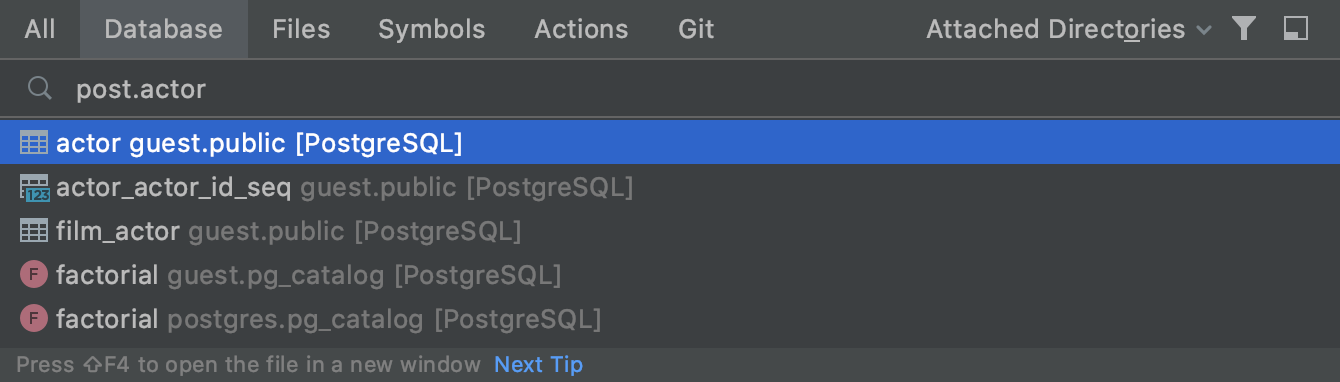 All Database Files Symbols Actions Git Attached Directories
post.actor
actor guest.public [PostgreSQL]
123 actor_actor_id_seq guest.public [PostgreSQL]
film_actor guest.public [PostgreSQL]
F factorial guest.pg_catalog [PostgreSQL]
F factorial postgres.pg_catalog [PostgreSQL]
Press ⇧F4 to open the file in a new window Next Tip